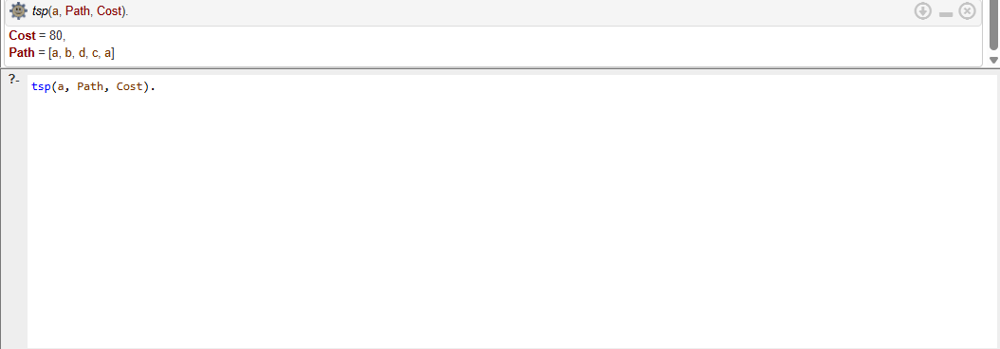 tsp(a, Path, Cost).
Cost = 80,
Path = [a, b, d, c, a]
?- tsp(a, Path, Cost).